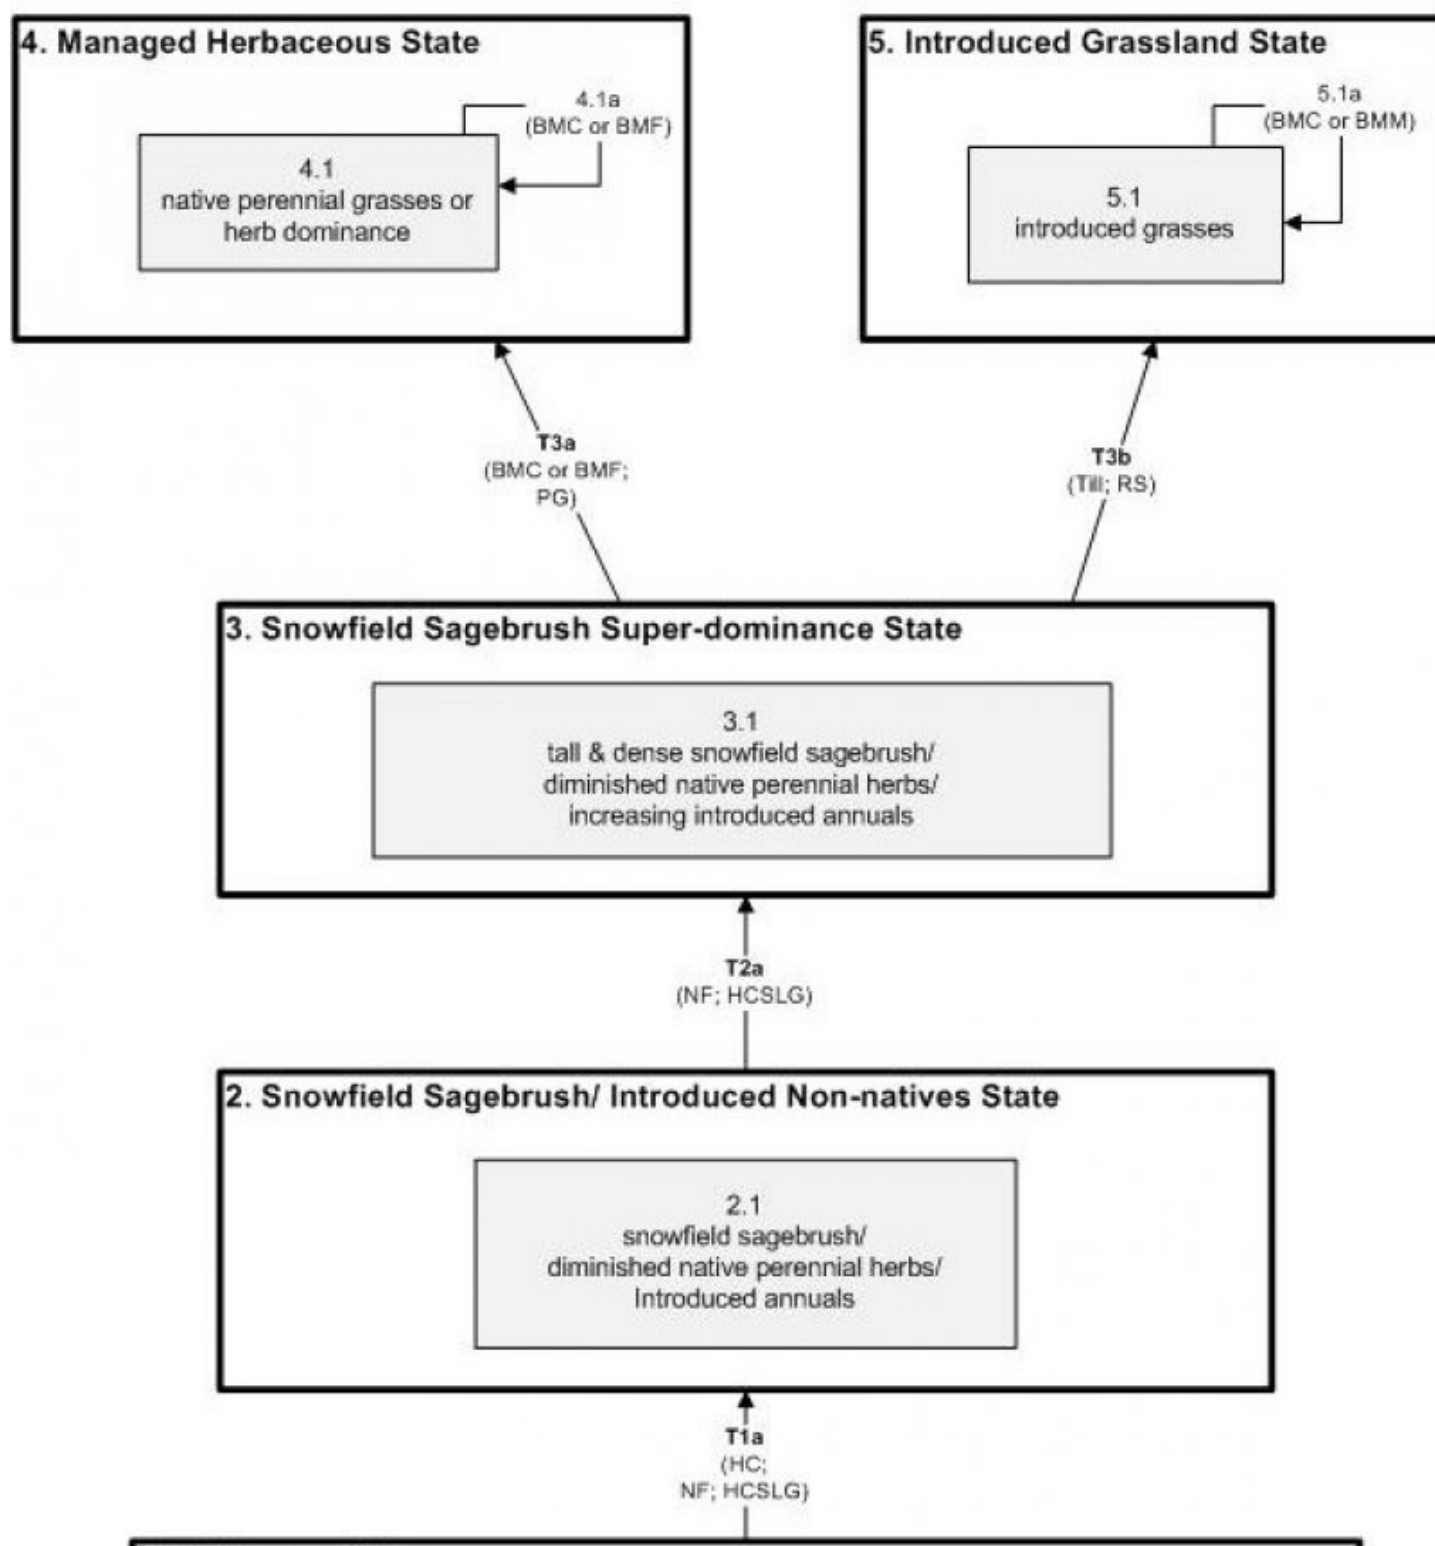 4. Managed Herbaceous State
4.1a
(BMC or BMF)
4.1
native perennial grasses or
herb dominance
5. Introduced Grassland State
5.1a
(BMC or BMM)
5.1
introduced grasses
T3a
(BMC or BMF;
PG)
T3b
(Till; RS)
3. Snowfield Sagebrush Super-dominance State
3.1
tall & dense snowfield sagebrush/
diminished native perennial herbs/
increasing introduced annuals
T2a
(NF; HCSLG)
2. Snowfield Sagebrush/ Introduced Non-natives State
2.1
snowfield sagebrush/
diminished native perennial herbs/
Introduced annuals
T1a
(HC;
NF; HCSLG)